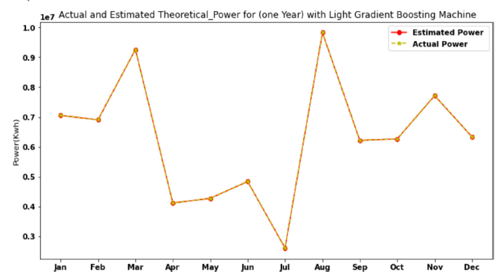 Actual and Estimated Theoretical_Power for (one Year) with Light Gradient Boosting Machine
1e7
Estimated Power
Actual Power
1.0
0.9
0.8
0.7
0.6
0.5
0.4
0.3
Power(Kwh)
Jan Feb Mar Apr May Jun Jul Aug Sep Oct Nov Dec